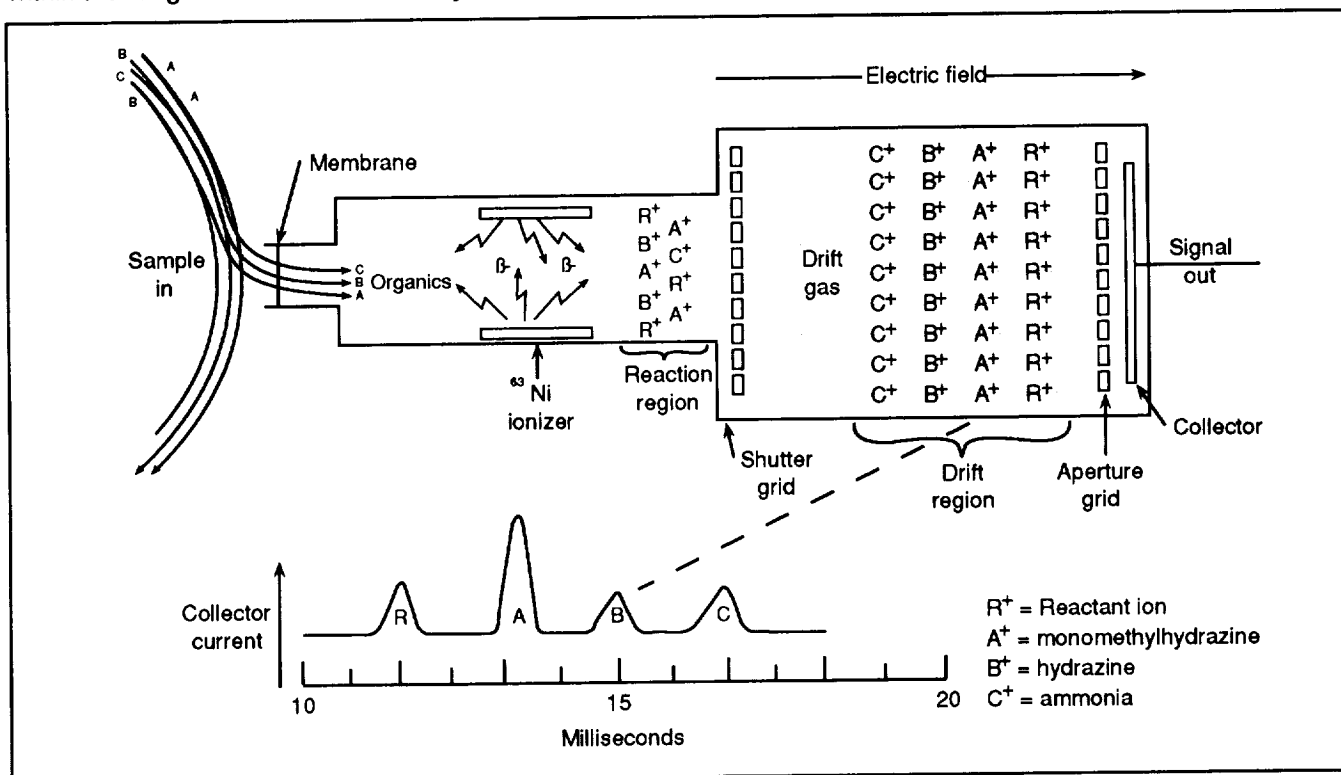 B
C
B
A
A
Electric field
Membrane
Sample
in
C
B
A
Organics
β-
β-
R⁺
B⁺
A⁺
B⁺
R⁺
A⁺
C⁺
R⁺
A⁺
⁶³Ni
ionizer
Reaction
region
Drift
gas
C⁺ B⁺ A⁺ R⁺
C⁺ B⁺ A⁺ R⁺
C⁺ B⁺ A⁺ R⁺
C⁺ B⁺ A⁺ R⁺
C⁺ B⁺ A⁺ R⁺
C⁺ B⁺ A⁺ R⁺
C⁺ B⁺ A⁺ R⁺
C⁺ B⁺ A⁺ R⁺
C⁺ B⁺ A⁺ R⁺
Signal
out
Shutter
grid
Drift
region
Aperture
grid
Collector
Collector
current
R
A
B
C
10
15
20
Milliseconds
R⁺ = Reactant ion
A⁺ = monomethylhydrazine
B⁺ = hydrazine
C⁺ = ammonia